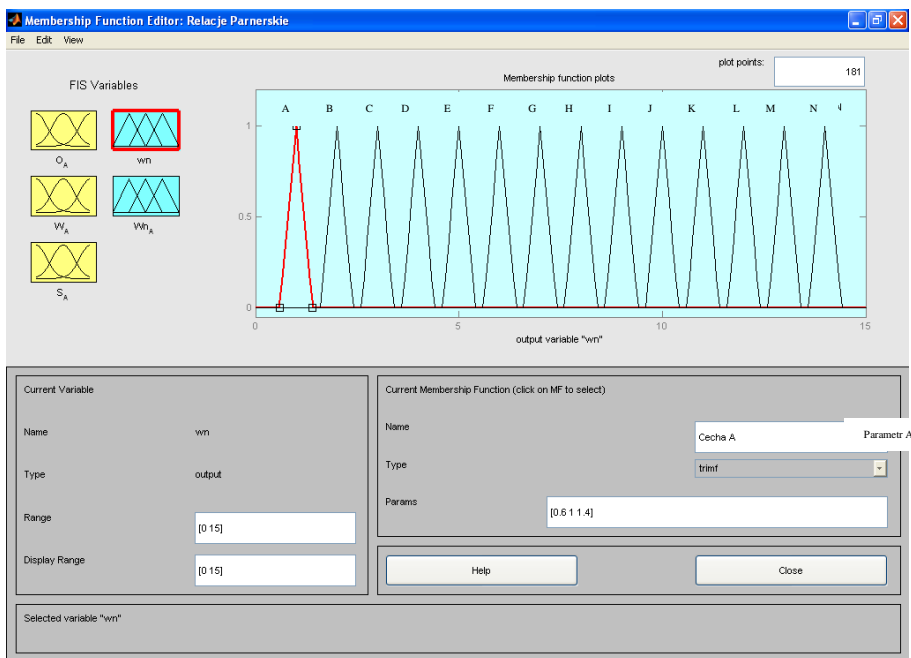 Membership Function Editor: Relacje Parnerskie
File Edit View
FIS Variables
plot points:
181
Membership function plots
O_A
wn
W_A
Wn_A
S_A
A B C D E F G H I J K L M N
1
0.5
0
0 5 10 15
output variable "wn"
Current Variable
Name wn
Type output
Range [0 15]
Display Range [0 15]
Current Membership Function (click on MF to select)
Name Cecha A
Parametr A
Type trimf
Params [0.6 1 1.4]
Help Close
Selected variable "wn"